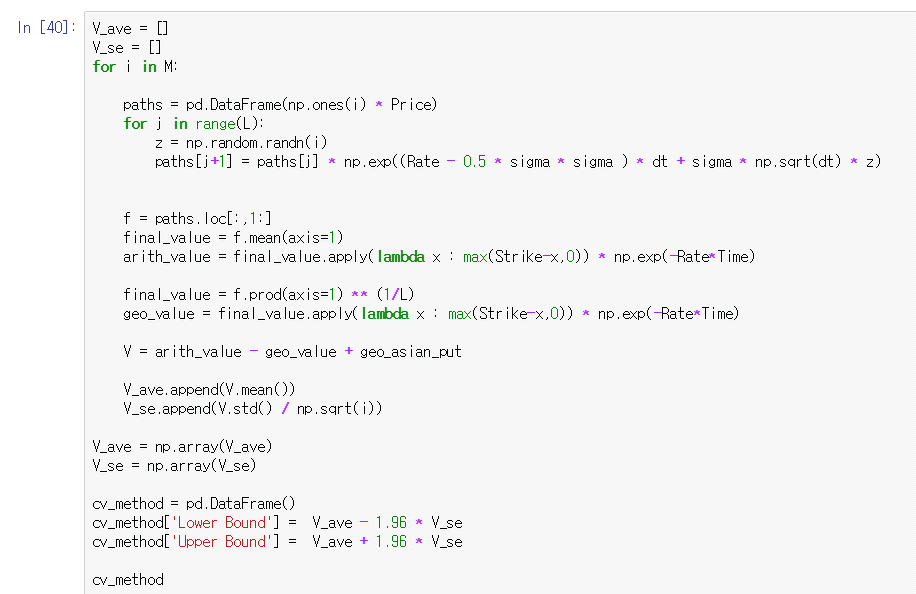 In [40]: V_ave = []
V_se = []
for i in M:
    paths = pd.DataFrame(np.ones(i) * Price)
    for j in range(L):
        z = np.random.randn(i)
        paths[j+1] = paths[j] * np.exp((Rate - 0.5 * sigma * sigma ) * dt + sigma * np.sqrt(dt) * z)
    f = paths.loc[:,1:]
    final_value = f.mean(axis=1)
    arith_value = final_value.apply(lambda x : max(Strike-x,0)) * np.exp(-Rate*Time)
    final_value = f.prod(axis=1) ** (1/L)
    geo_value = final_value.apply(lambda x : max(Strike-x,0)) * np.exp(-Rate*Time)
    V = arith_value - geo_value + geo_asian_put
    V_ave.append(V.mean())
    V_se.append(V.std() / np.sqrt(i))
V_ave = np.array(V_ave)
V_se = np.array(V_se)
cv_method = pd.DataFrame()
cv_method['Lower Bound'] =  V_ave - 1.96 * V_se
cv_method['Upper Bound'] =  V_ave + 1.96 * V_se
cv_method